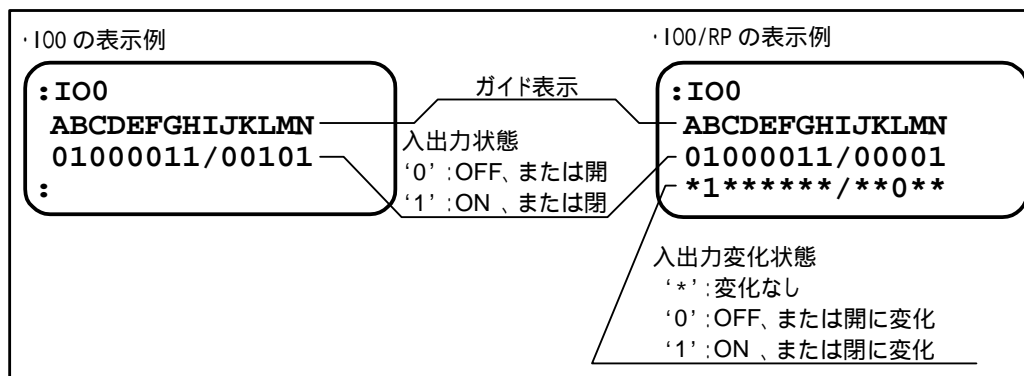 ・IO0 の表示例
:IO0
ABCDEFGHIJKLMN
01000011/00101
:
ガイド表示
入出力状態
‘0’:OFF、または開
‘1’:ON 、または閉
・IO0/RP の表示例
:IO0
ABCDEFGHIJKLMN
01000011/00001
*1******/**0**
入出力変化状態
‘*’:変化なし
‘0’:OFF、または開に変化
‘1’:ON 、または閉に変化